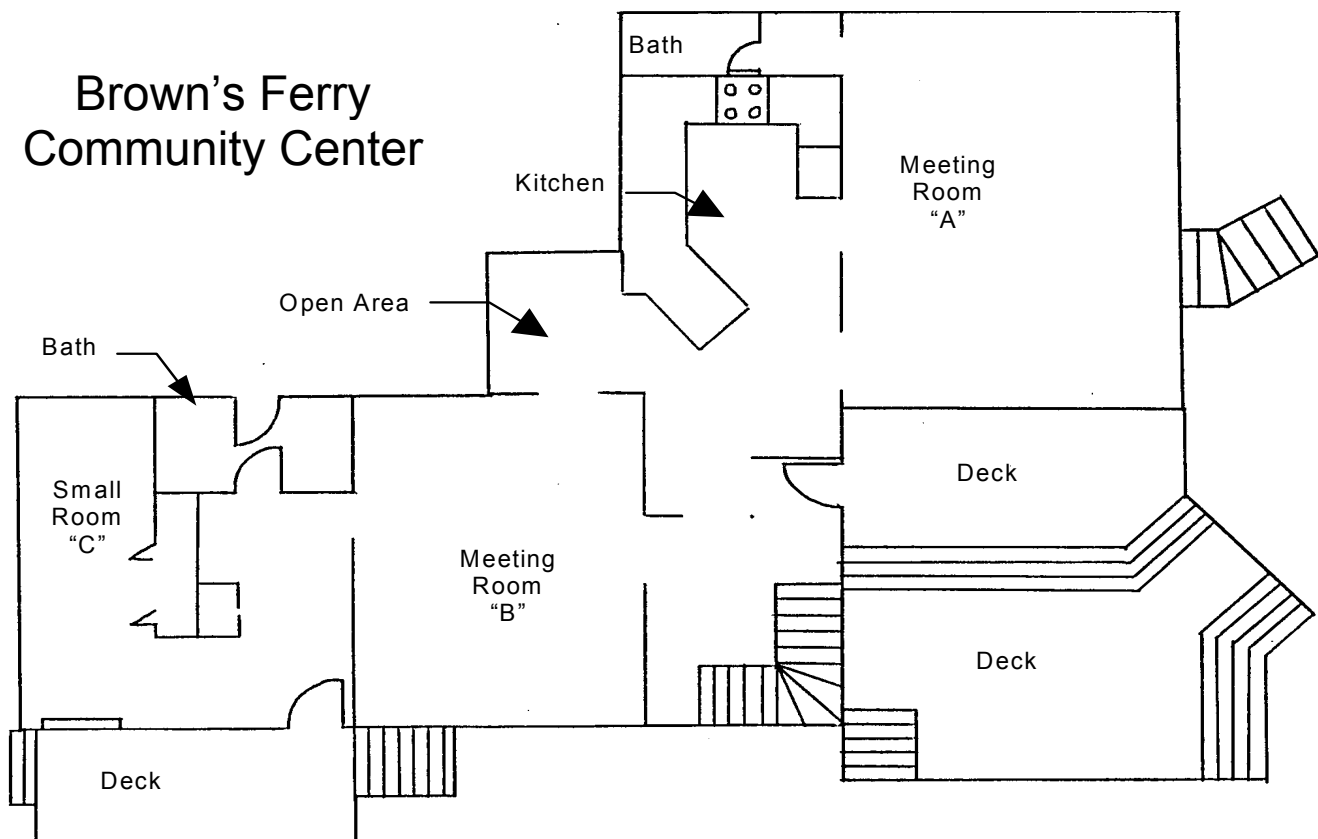 Brown's Ferry
Community Center
Bath
Kitchen
Meeting
Room
“A”
Open Area
Bath
Small
Room
“C”
Meeting
Room
“B”
Deck
Deck
Deck